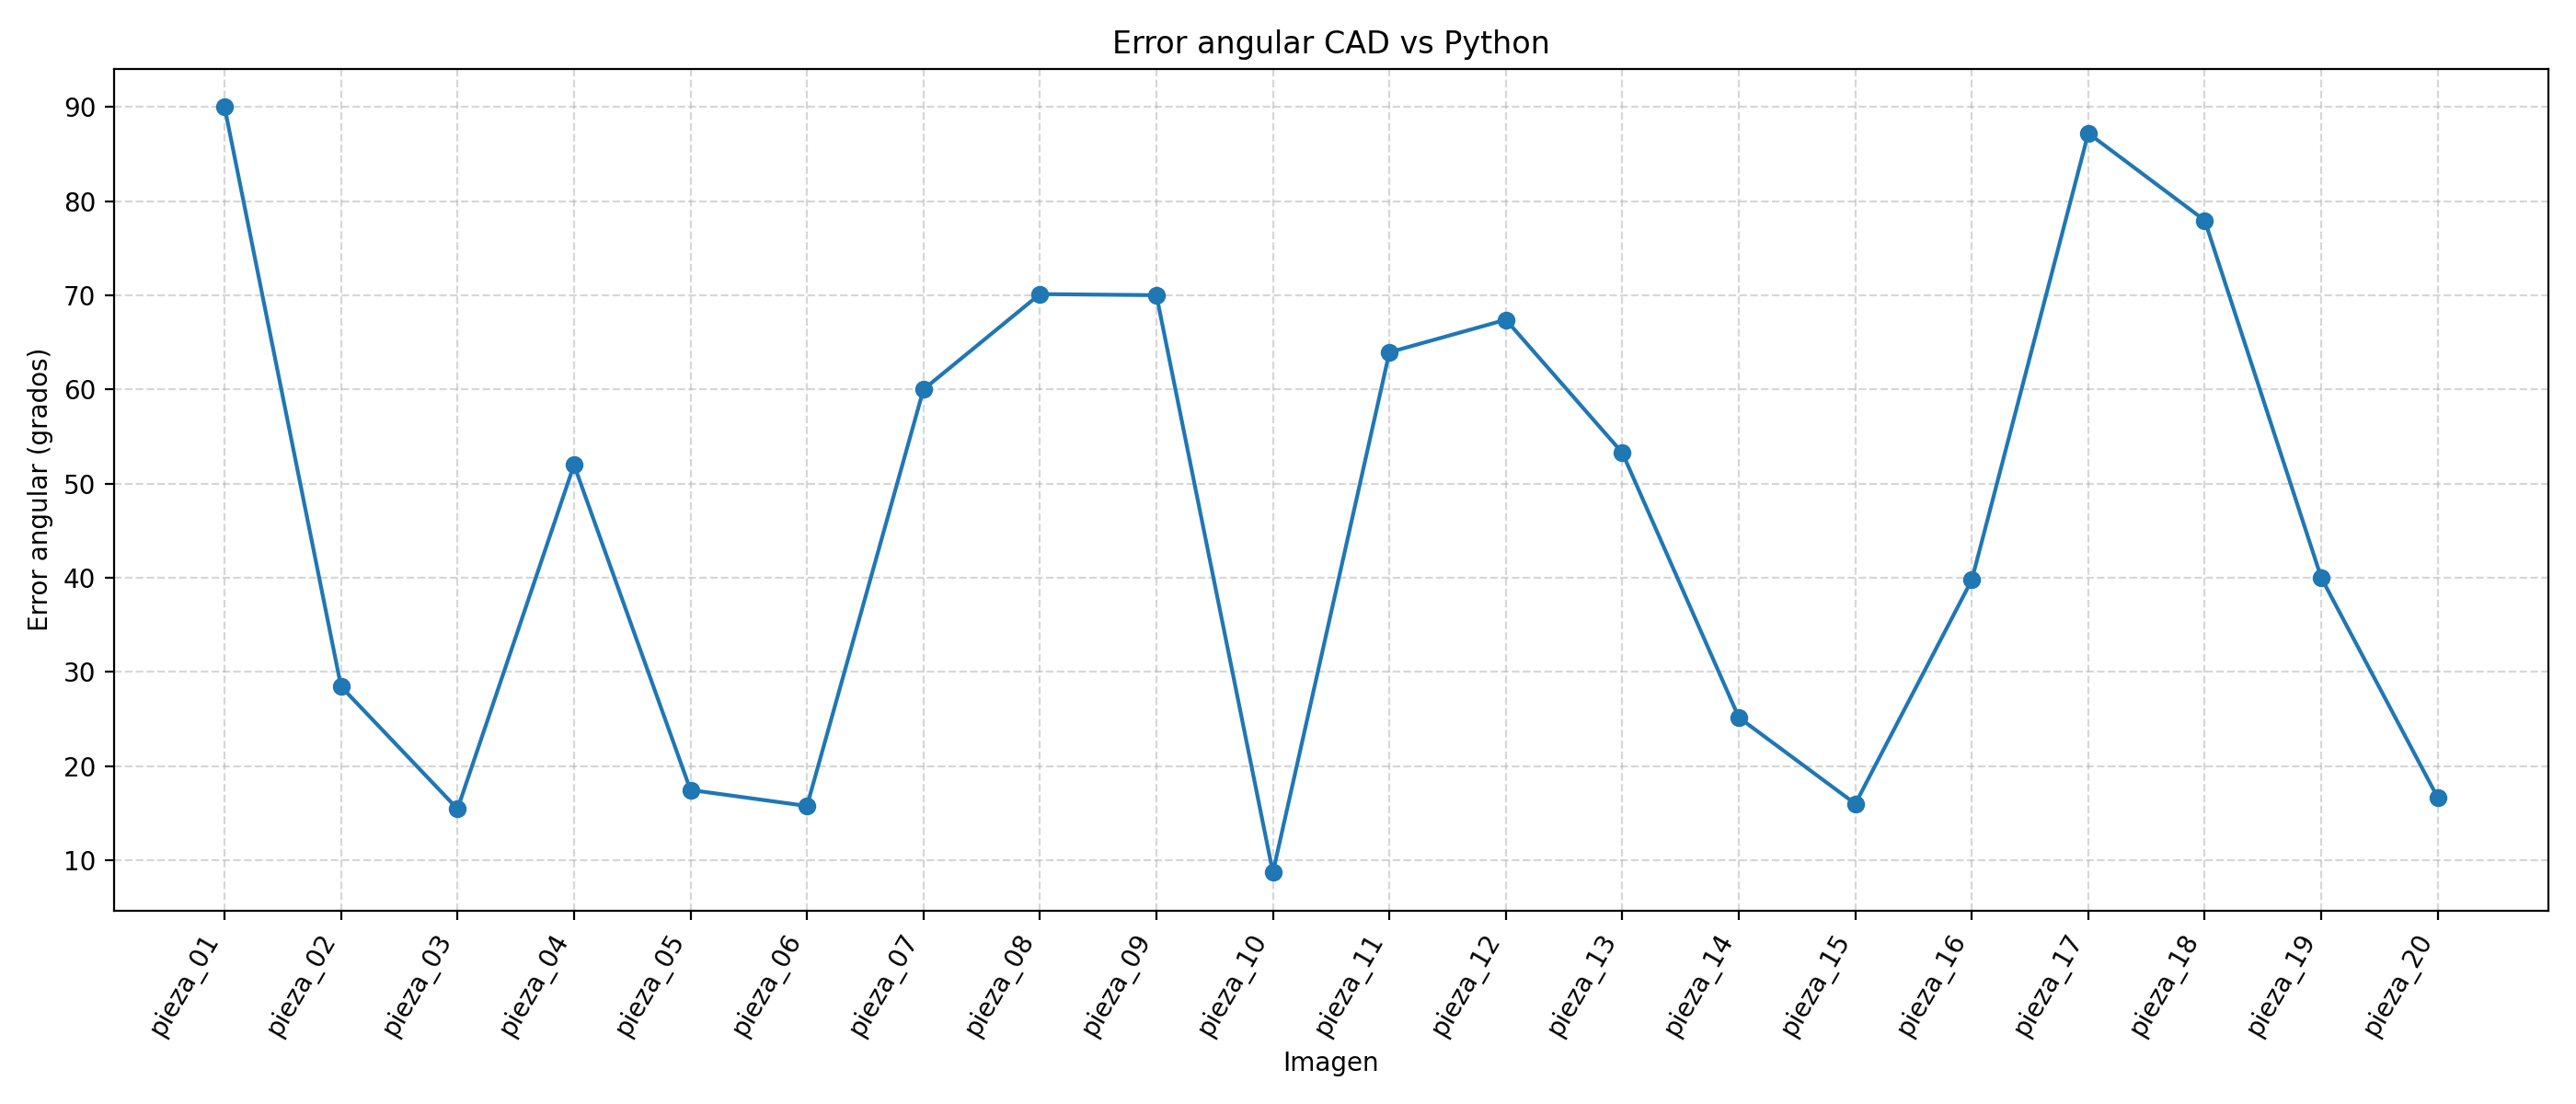 Error angular CAD vs Python
Error angular (grados)
90
80
70
60
50
40
30
20
10
pieza_01
pieza_02
pieza_03
pieza_04
pieza_05
pieza_06
pieza_07
pieza_08
pieza_09
pieza_10
pieza_11
pieza_12
pieza_13
pieza_14
pieza_15
pieza_16
pieza_17
pieza_18
pieza_19
pieza_20
Imagen